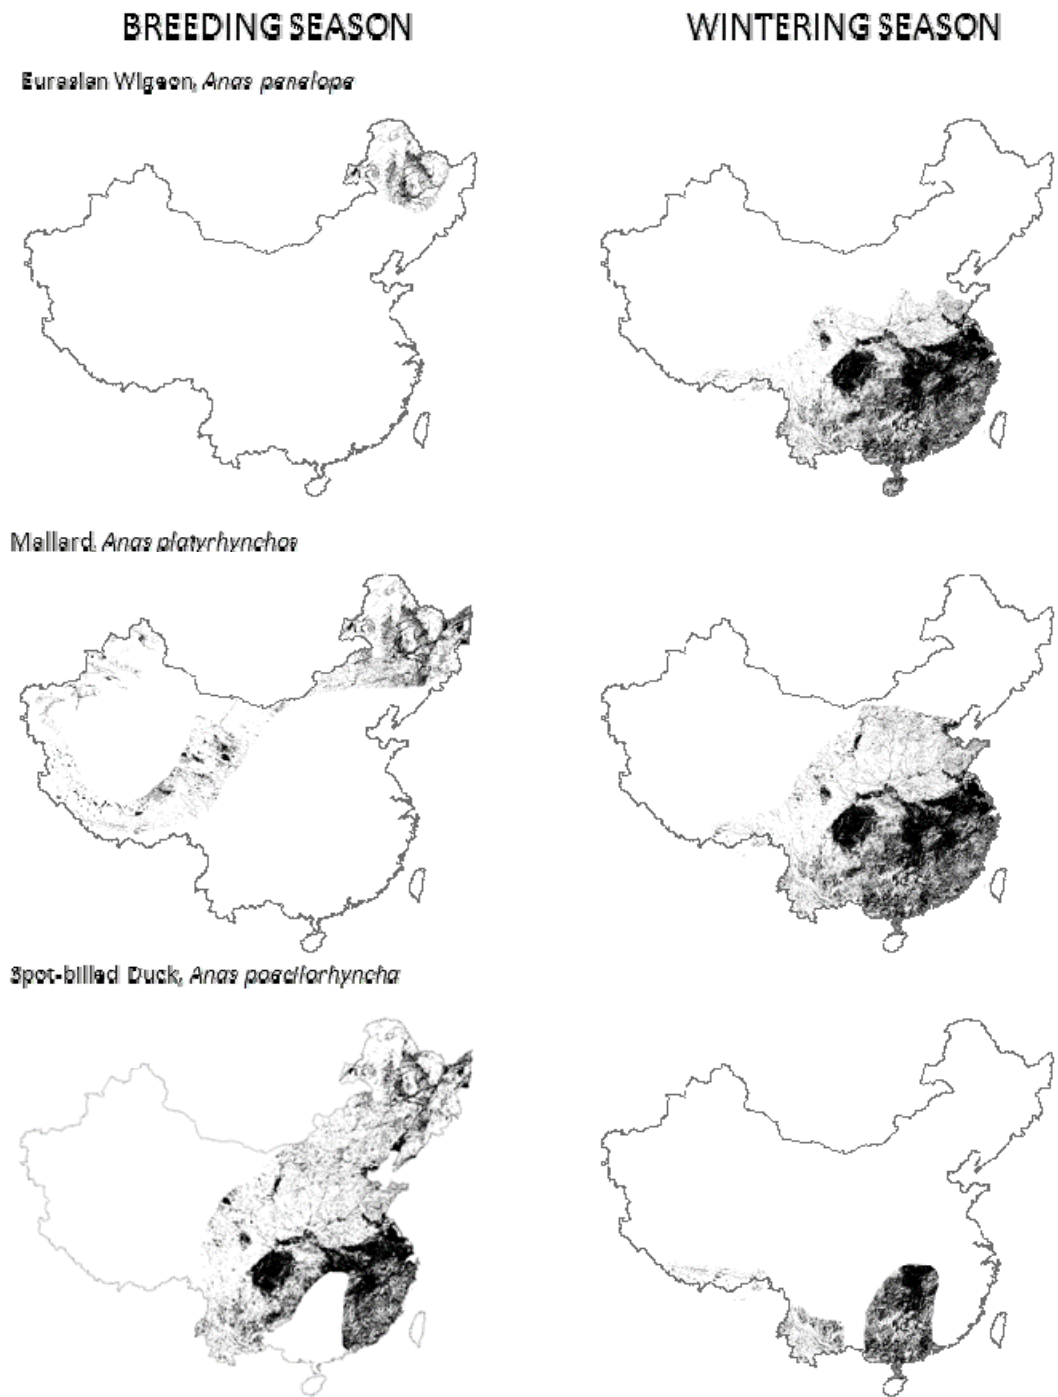 BREEDING SEASON
WINTERING SEASON
Eurasian Wigeon, Anas penelope
Mallard, Anas platyrhynchos
Spot-billed Duck, Anas poecilorhyncha